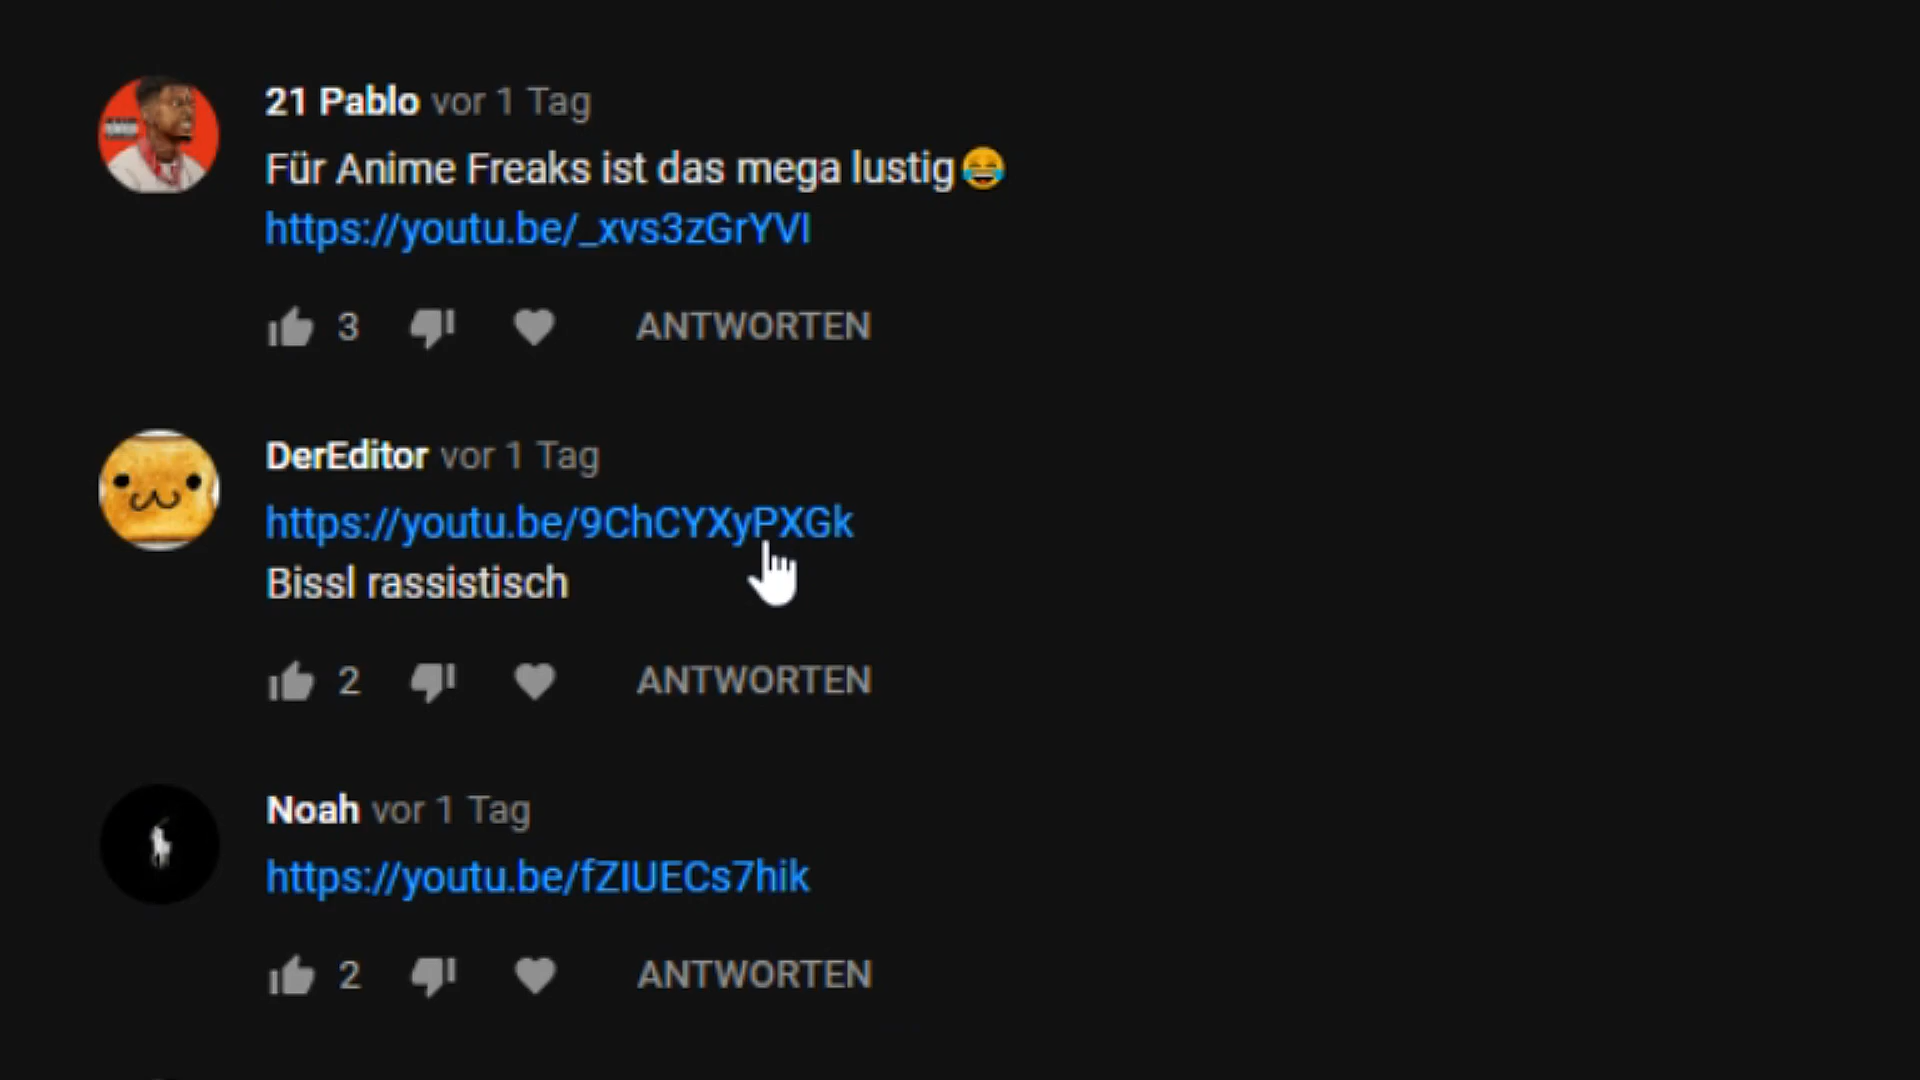 21 Pablo vor 1 Tag
Für Anime Freaks ist das mega lustig😂
https://youtu.be/_xvs3zGrYVI
3 ANTWORTEN
DerEditor vor 1 Tag
https://youtu.be/9ChCYXyPXGk
Bissl rassistisch
2 ANTWORTEN
Noah vor 1 Tag
https://youtu.be/fZIUECs7hik
2 ANTWORTEN